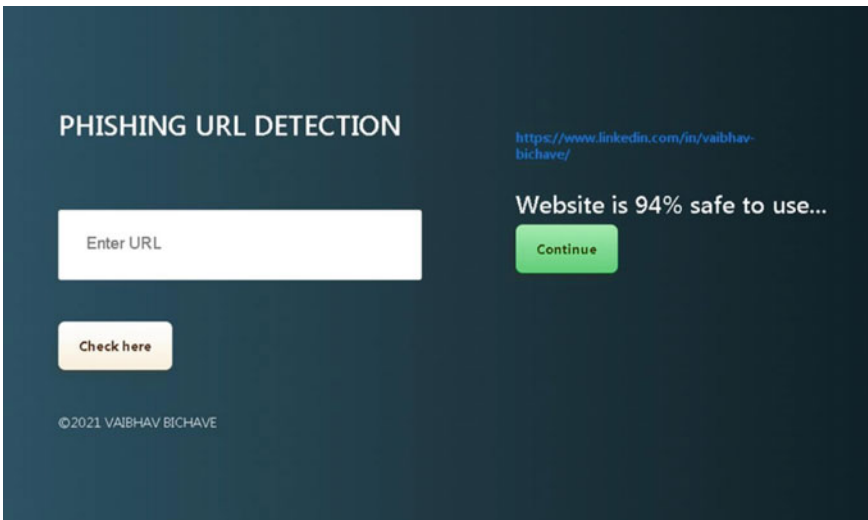 PHISHING URL DETECTION
Enter URL
Check here
©2021 VAIBHAV BICHAVE
https://www.linkedin.com/in/vaibhav-
bichave/
Website is 94% safe to use...
Continue